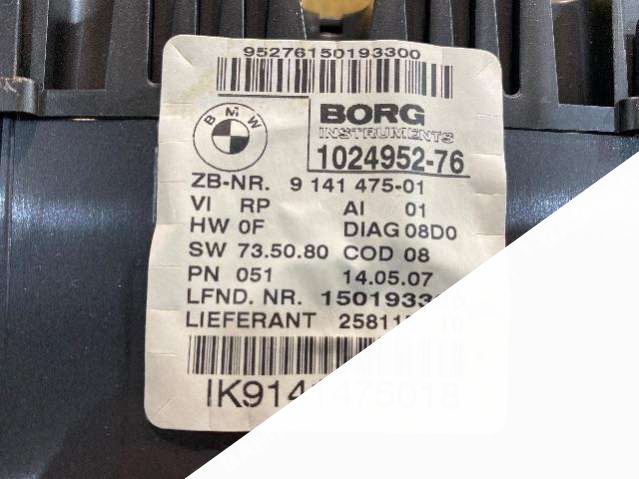 95276150193300
BMW
BORG
INSTRUMENTS
1024952-76
ZB-NR. 9 141 475-01
VI RP AI 01
HW 0F DIAG 08D0
SW 73.50.80 COD 08
PN 051 14.05.07
LFND. NR.
LIEFERANT